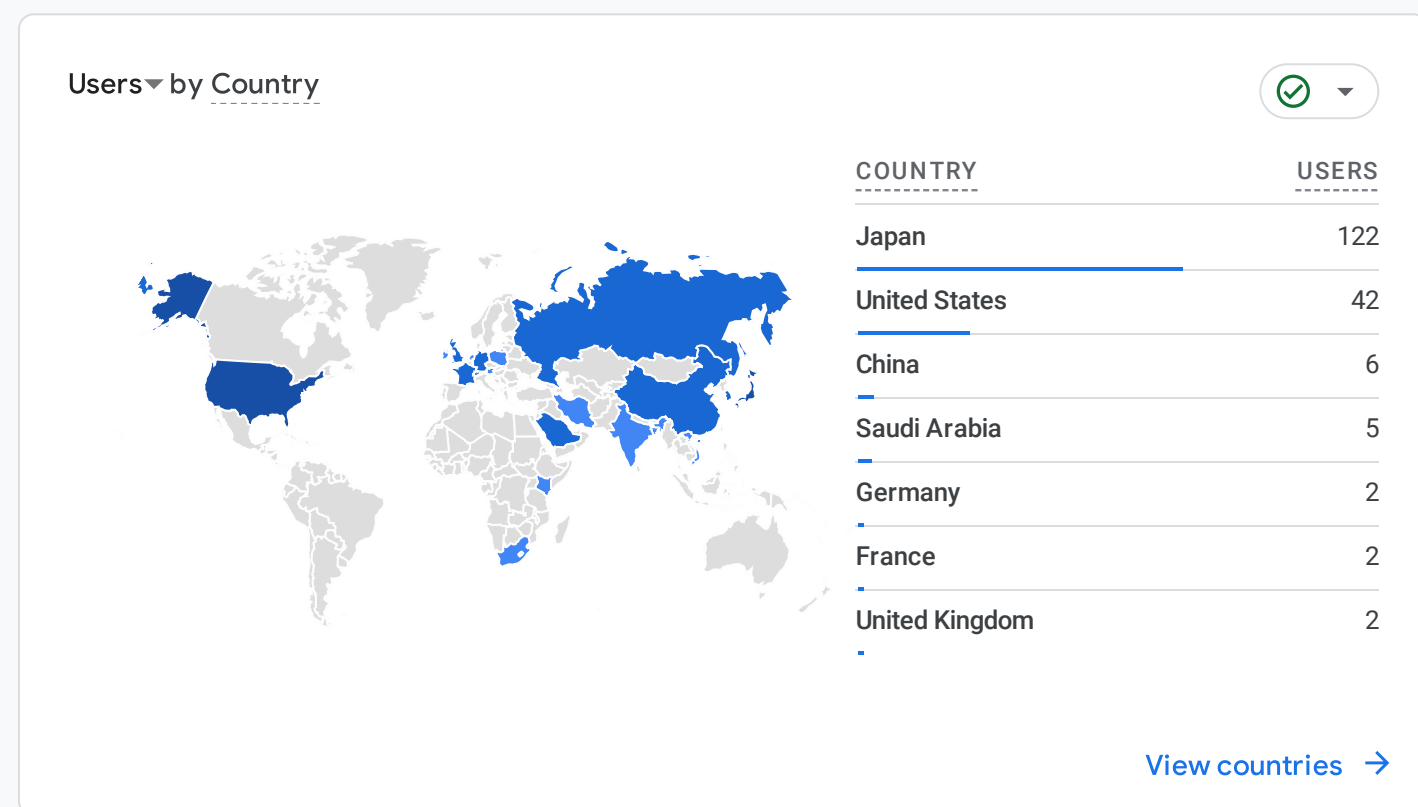 Users by Country
COUNTRY USERS
Japan 122
United States 42
China 6
Saudi Arabia 5
Germany 2
France 2
United Kingdom 2
View countries